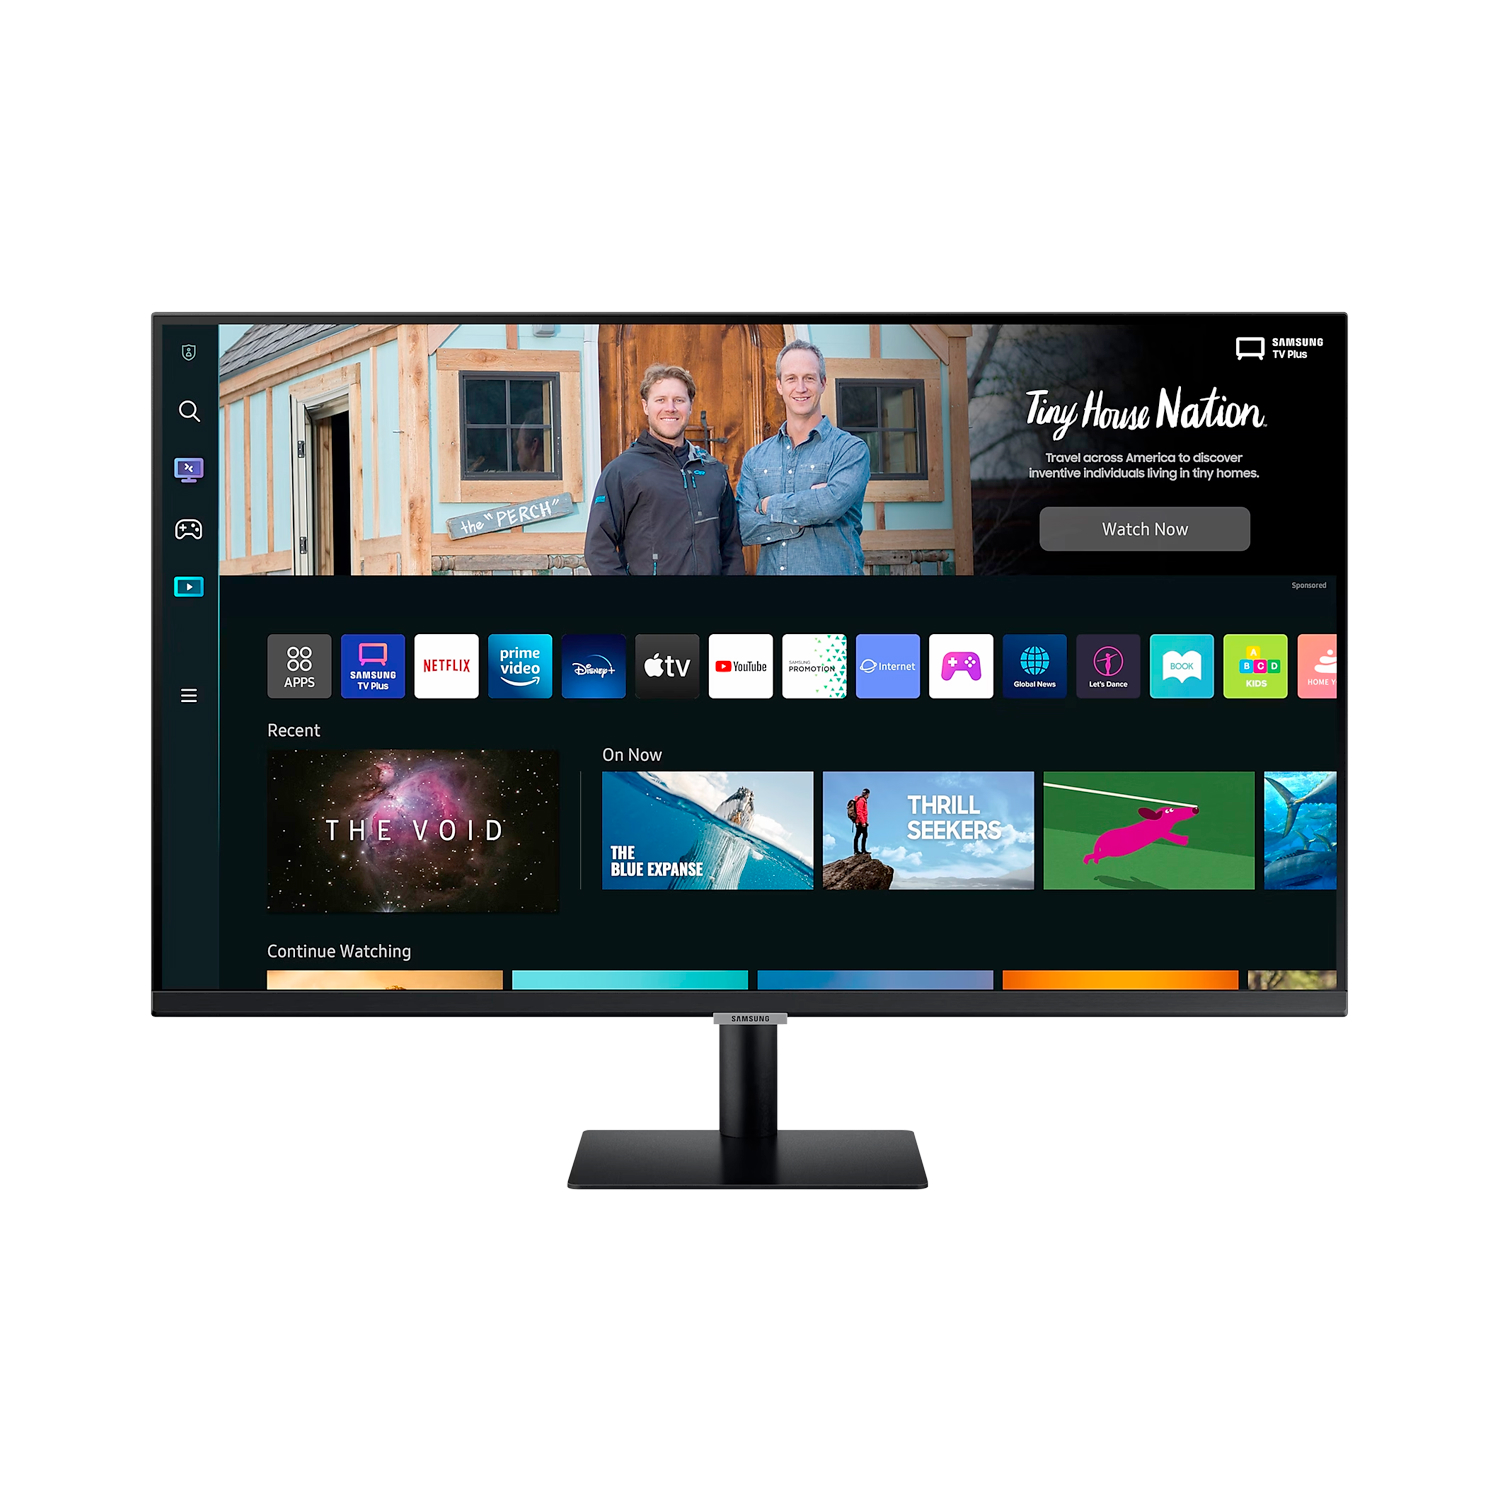 SAMSUNG
TV Plus
Tiny House Nation
Travel across America to discover
inventive individuals living in tiny homes.
Watch Now
the "PERCH"
Sponsored
APPS
SAMSUNG
TV Plus
NETFLIX
prime
video
Disney+
tv
YouTube
SAMSUNG
PROMOTION
Internet
Global News
Let's Dance
BOOK
A
B C D
KIDS
HOME
Recent
THE VOID
On Now
THE
BLUE EXPANSE
THRILL
SEEKERS
Continue Watching
SAMSUNG